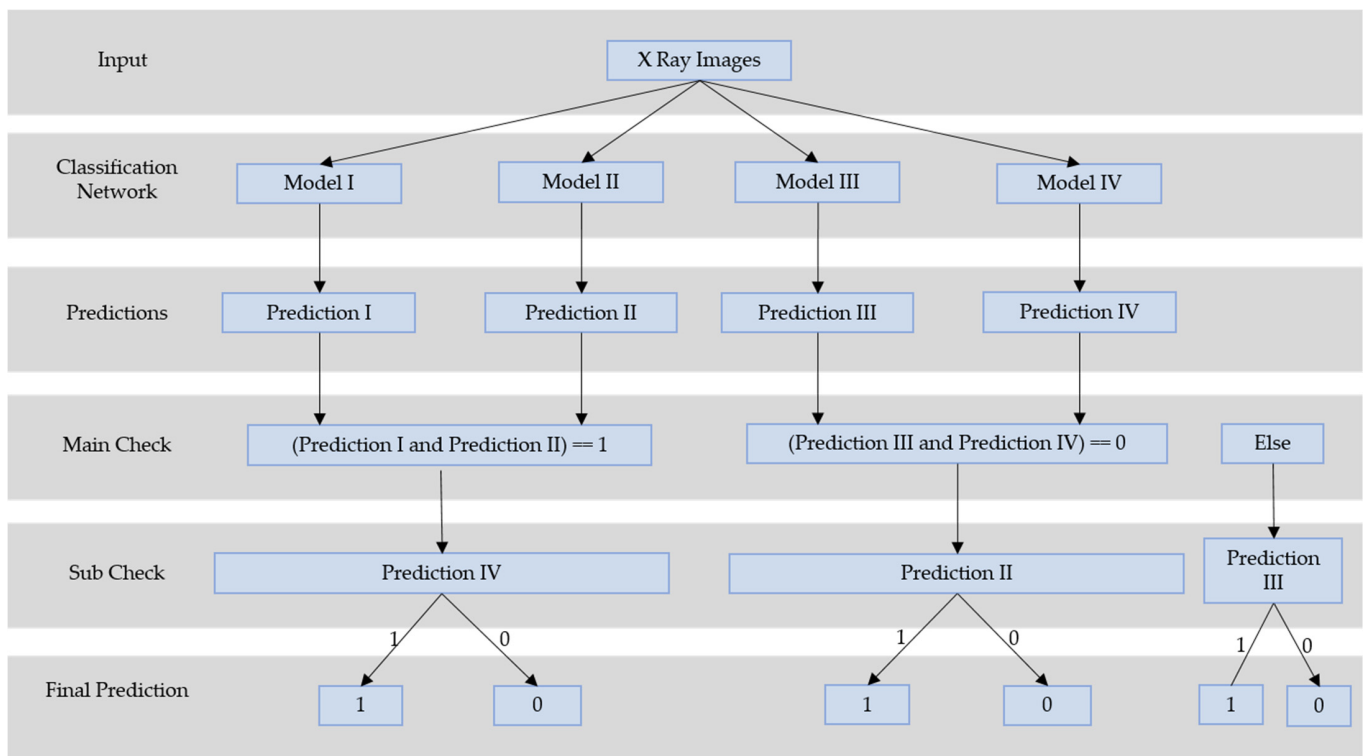 Input
X Ray Images
Classification
Network
Model I
Model II
Model III
Model IV
Predictions
Prediction I
Prediction II
Prediction III
Prediction IV
Main Check
(Prediction I and Prediction II) == 1
(Prediction III and Prediction IV) == 0
Else
Sub Check
Prediction IV
Prediction II
Prediction
III
1
0
1
0
1
0
Final Prediction
1
0
1
0
1
0